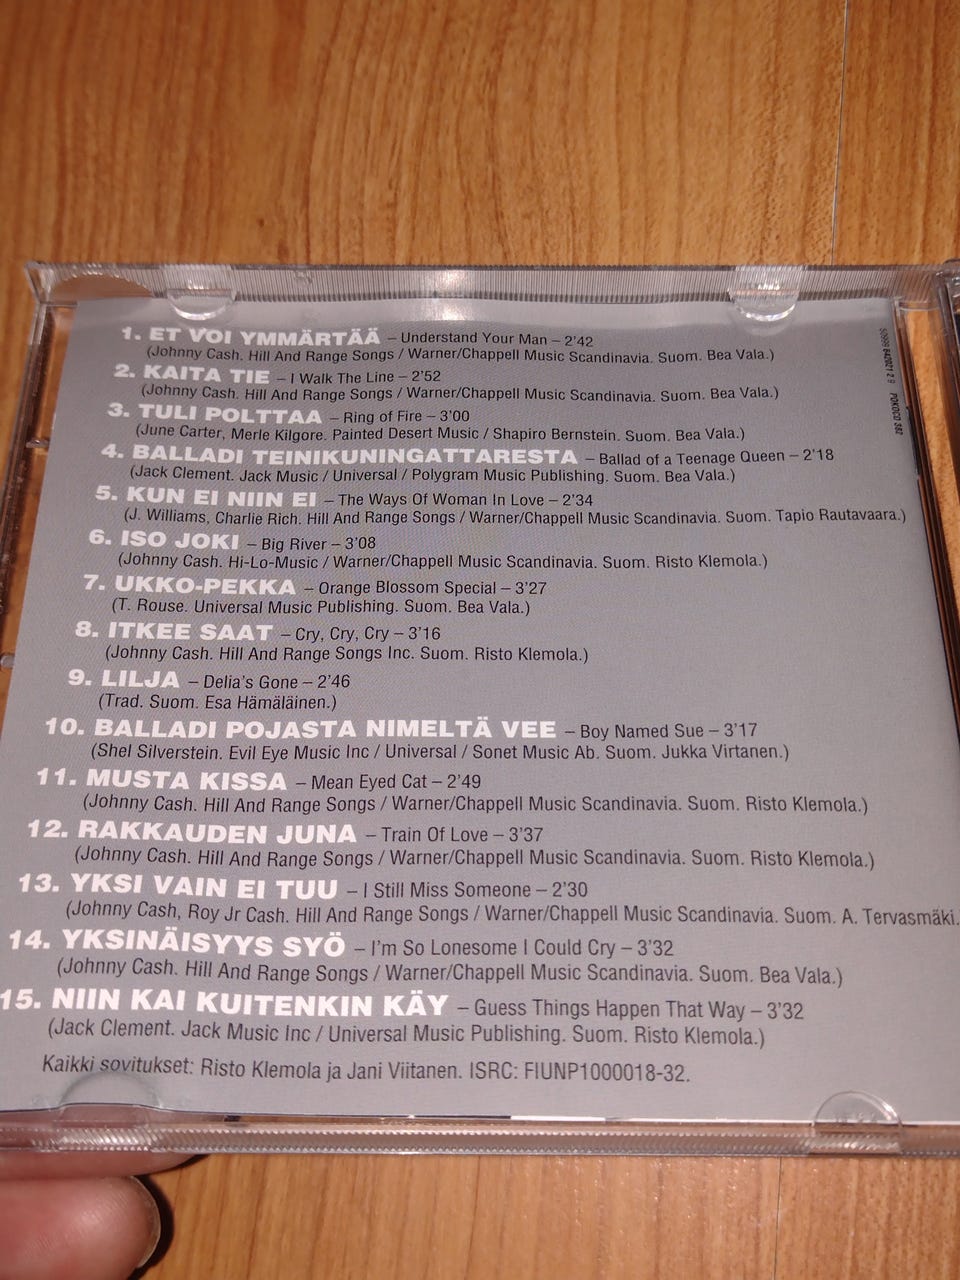 1. ET VOI YMMÄRTÄÄ – Understand Your Man – 2'42
(Johnny Cash. Hill And Range Songs / Warner/Chappell Music Scandinavia. Suom. Bea Vala.)
2. KAITA TIE – I Walk The Line – 2'52
(Johnny Cash. Hill And Range Songs / Warner/Chappell Music Scandinavia. Suom. Bea Vala.)
3. TULI POLTTAA – Ring of Fire – 3'00
(June Carter, Merle Kilgore. Painted Desert Music / Shapiro Bernstein. Suom. Bea Vala.)
4. BALLADI TEINIKUNINGATTARESTA – Ballad of a Teenage Queen – 2'18
(Jack Clement. Jack Music / Universal / Polygram Music Publishing. Suom. Bea Vala.)
5. KUN EI NIIN EI – The Ways Of Woman In Love – 2'34
(J. Williams, Charlie Rich. Hill And Range Songs / Warner/Chappell Music Scandinavia. Suom. Tapio Rautavaara.)
6. ISO JOKI – Big River – 3'08
(Johnny Cash. Hi-Lo-Music / Warner/Chappell Music Scandinavia. Suom. Risto Klemola.)
7. UKKO-PEKKA – Orange Blossom Special – 3'27
(T. Rouse. Universal Music Publishing. Suom. Bea Vala.)
8. ITKEE SAAT – Cry, Cry, Cry – 3'16
(Johnny Cash. Hill And Range Songs Inc. Suom. Risto Klemola.)
9. LILJA – Delia's Gone – 2'46
(Trad. Suom. Esa Hämäläinen.)
10. BALLADI POJASTA NIMELTÄ VEE – Boy Named Sue – 3'17
(Shel Silverstein. Evil Eye Music Inc / Universal / Sonet Music Ab. Suom. Jukka Virtanen.)
11. MUSTA KISSA – Mean Eyed Cat – 2'49
(Johnny Cash. Hill And Range Songs / Warner/Chappell Music Scandinavia. Suom. Risto Klemola.)
12. RAKKAUDEN JUNA – Train Of Love – 3'37
(Johnny Cash. Hill And Range Songs / Warner/Chappell Music Scandinavia. Suom. Risto Klemola.)
13. YKSI VAIN EI TUU – I Still Miss Someone – 2'30
(Johnny Cash, Roy Jr Cash. Hill And Range Songs / Warner/Chappell Music Scandinavia. Suom. A. Tervasmäki.
14. YKSINÄISYYS SYÖ – I'm So Lonesome I Could Cry – 3'32
(Johnny Cash. Hill And Range Songs / Warner/Chappell Music Scandinavia. Suom. Bea Vala.)
15. NIIN KAI KUITENKIN KÄY – Guess Things Happen That Way – 3'32
(Jack Clement. Jack Music Inc / Universal Music Publishing. Suom. Risto Klemola.)
Kaikki sovitukset: Risto Klemola ja Jani Viitanen. ISRC: FIUNP1000018-32.
POKOCD 382